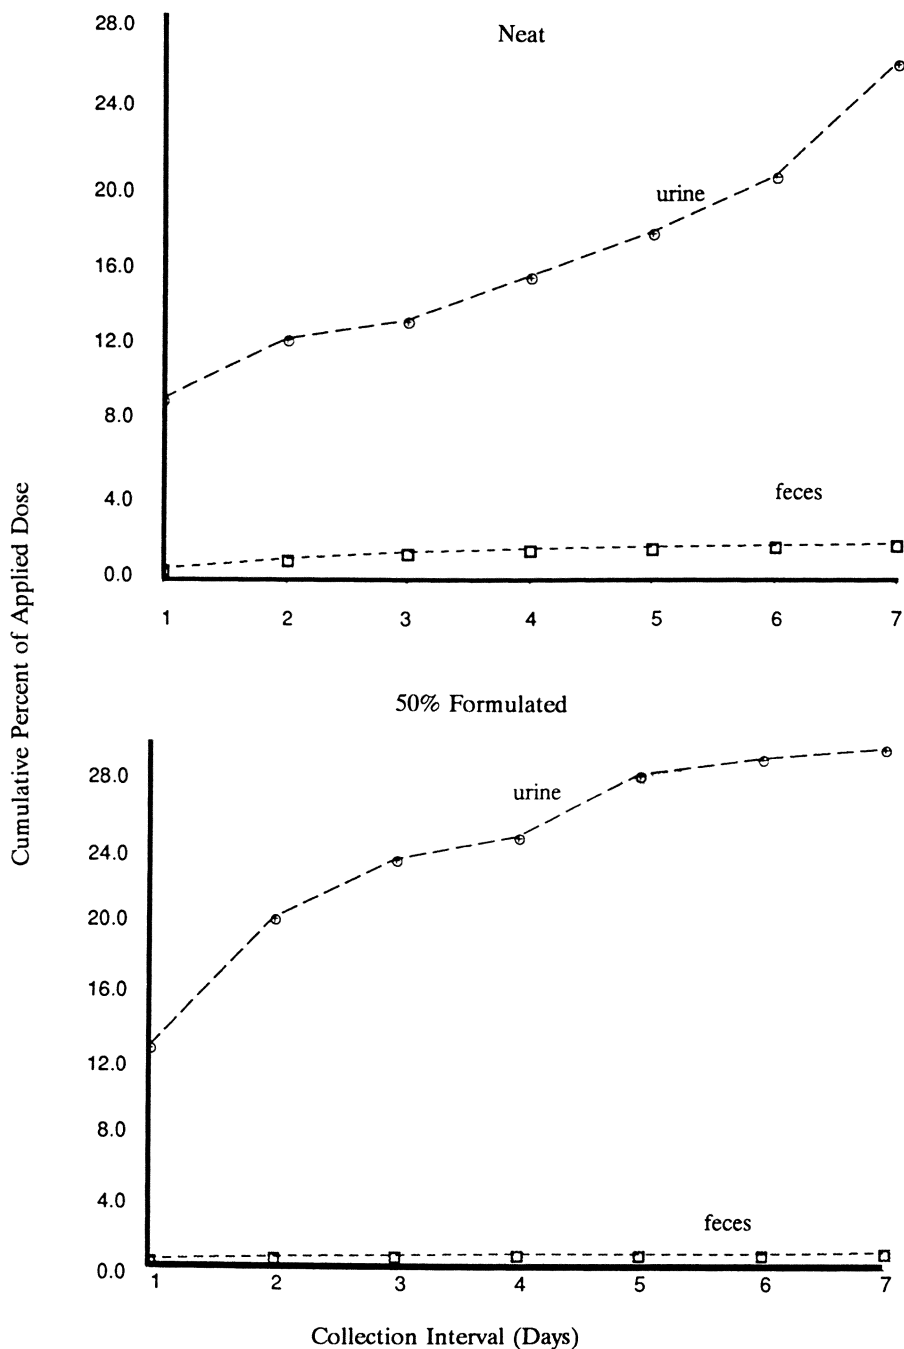 Cumulative Percent of Applied Dose
Neat
28.0
24.0
20.0
16.0
12.0
8.0
4.0
0.0
urine
feces
1 2 3 4 5 6 7
50% Formulated
28.0
24.0
20.0
16.0
12.0
8.0
4.0
0.0
urine
feces
1 2 3 4 5 6 7
Collection Interval (Days)